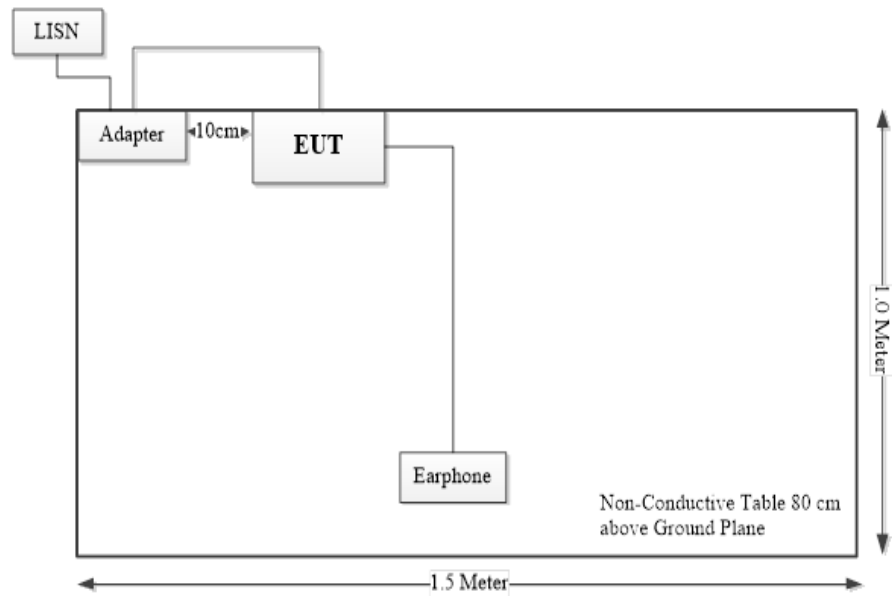 LISN
Adapter
10cm
EUT
1.0 Meter
Earphone
Non-Conductive Table 80 cm
above Ground Plane
1.5 Meter